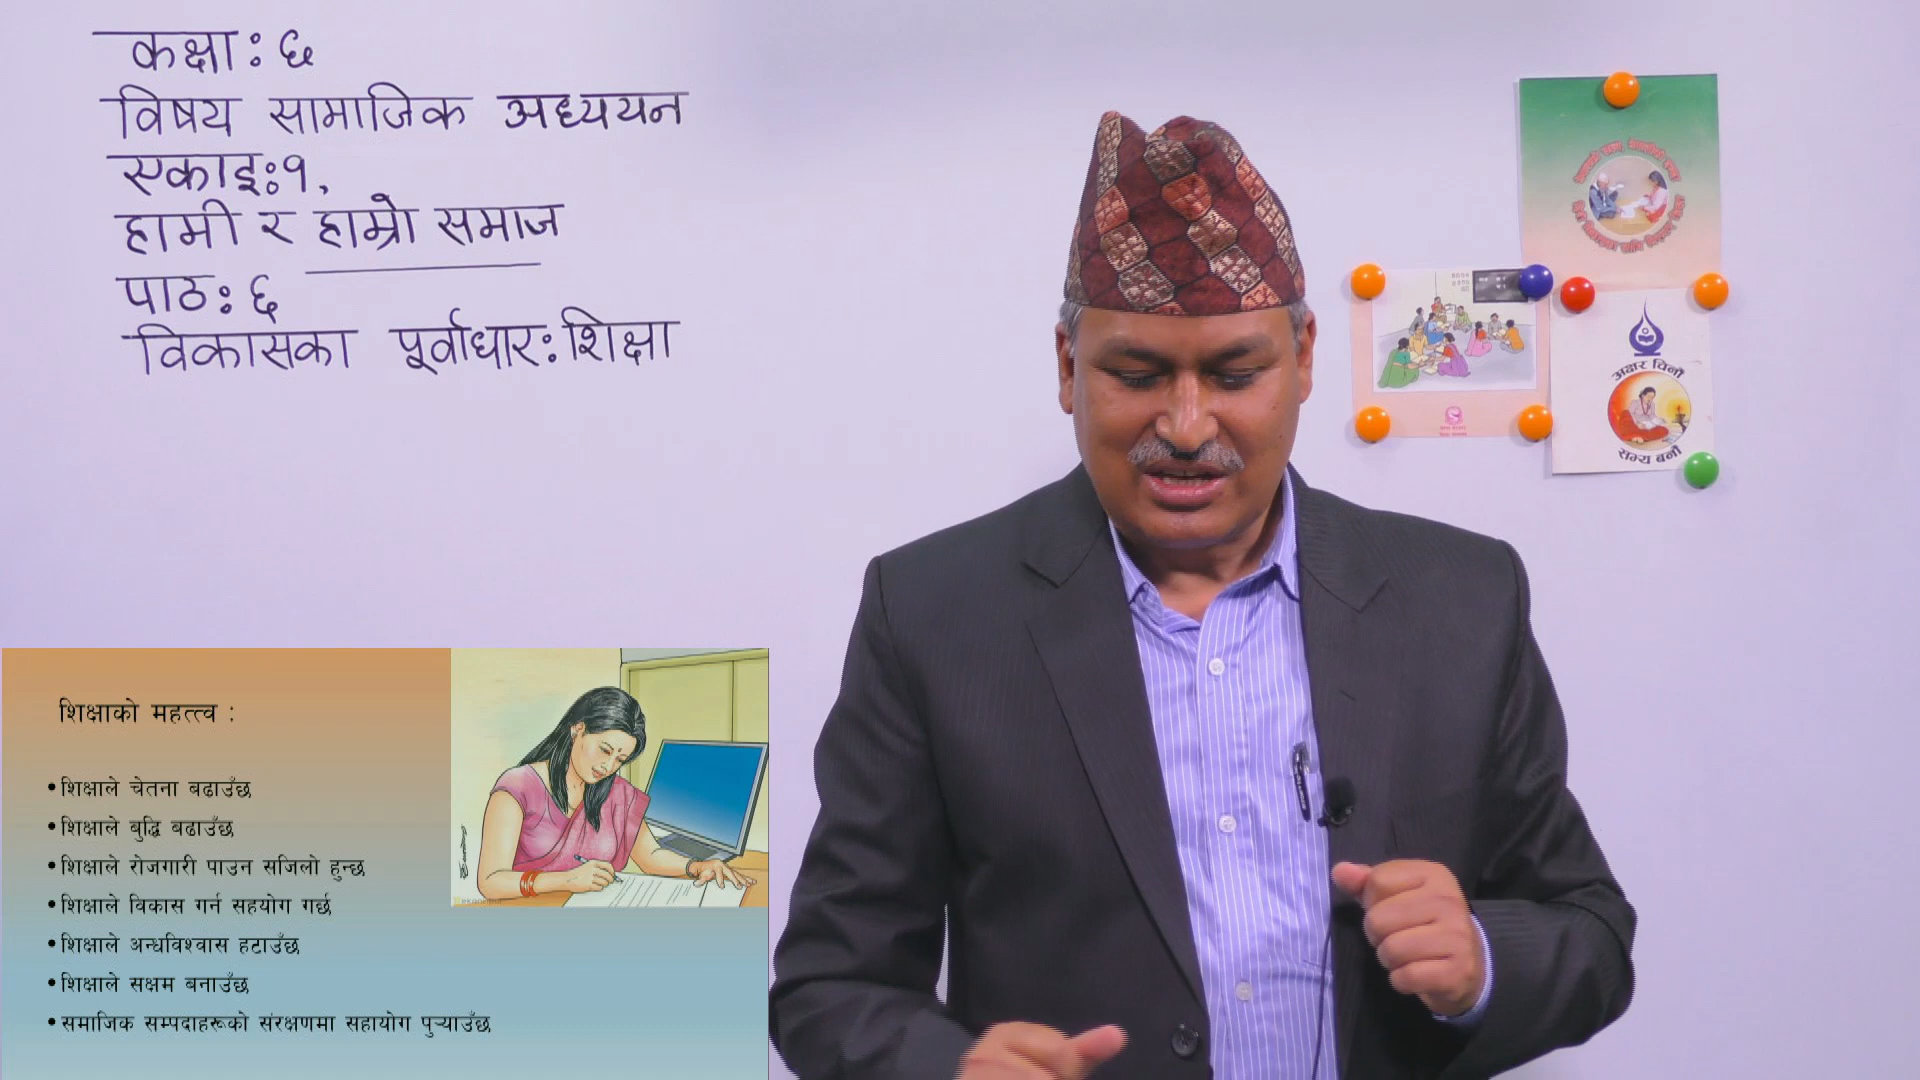 कक्षाः ६
विषय सामाजिक अध्ययन
एकाइः१,
हामी र हाम्रो समाज
पाठः ६
विकासका पूर्वाधारःशिक्षा
अक्षर चिनौं
सभ्य बनौं
शिक्षाको महत्त्व :
•शिक्षाले चेतना बढाउँछ
•शिक्षाले बुद्धि बढाउँछ
•शिक्षाले रोजगारी पाउन सजिलो हुन्छ
•शिक्षाले विकास गर्न सहयोग गर्छ
•शिक्षाले अन्धविश्वास हटाउँछ
•शिक्षाले सक्षम बनाउँछ
•समाजिक सम्पदाहरूको संरक्षणमा सहायोग पुऱ्याउँछ